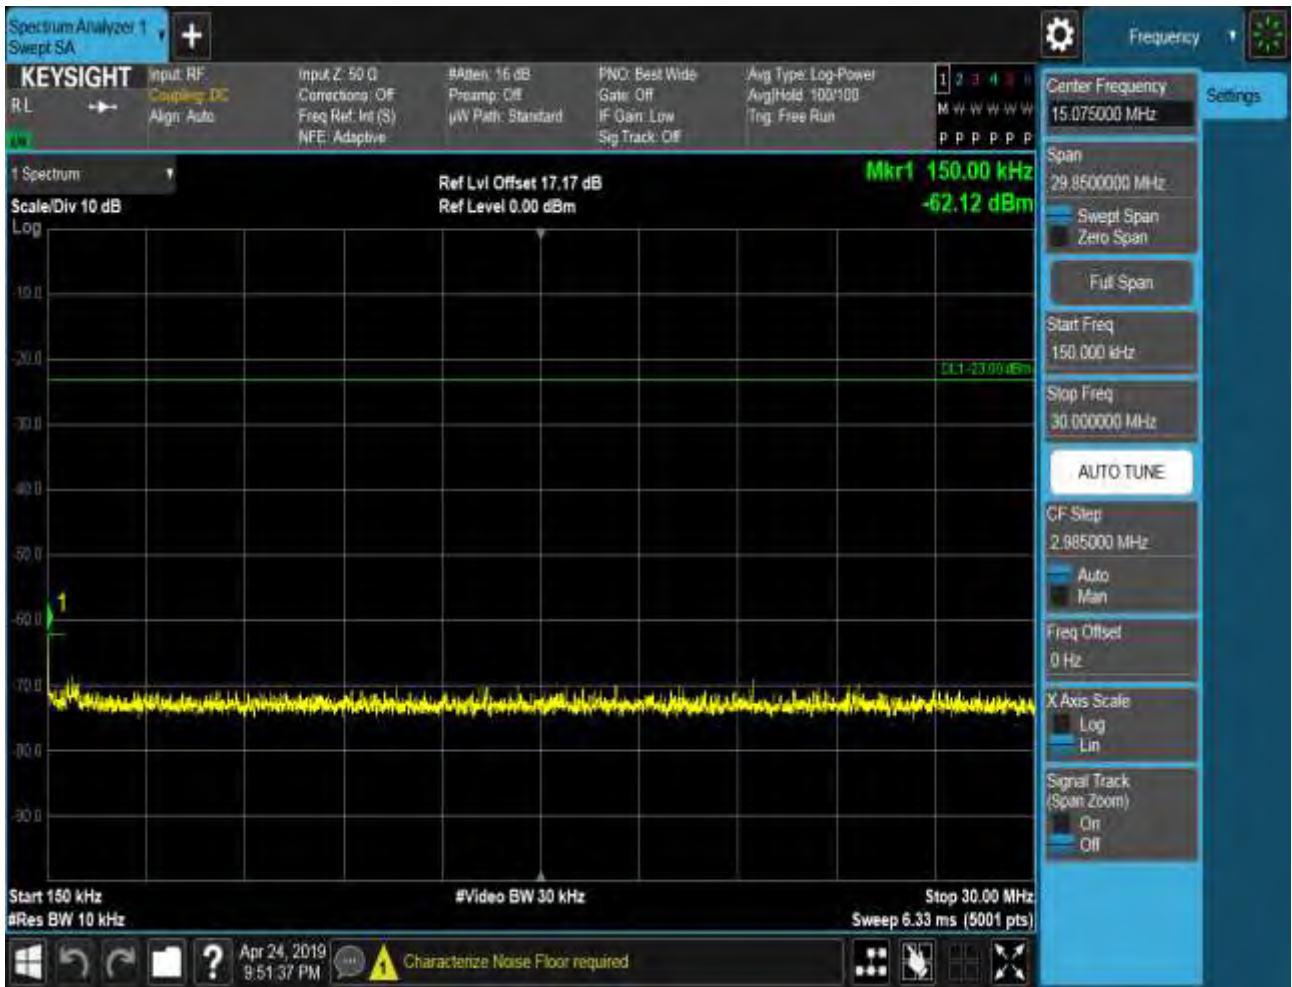 Spectrum Analyzer 1
Swept SA
Frequency
KEYSIGHT
RL
Input: RF
Coupling: DC
Align: Auto
Input Z: 50 Ω
Corrections: Off
Freq Ref: Int (S)
NFE: Adaptive
#Atten: 16 dB
Preamp: Off
µW Path: Standard
PNO: Best Wide
Gate: Off
IF Gain: Low
Sig Track: Off
Avg Type: Log-Power
Avg|Hold: 100/100
Trig: Free Run
1 2 3 4 5 6
M W W W W W
P P P P P P
1 Spectrum
Scale/Div 10 dB
Log
Ref Lvl Offset 17.17 dB
Ref Level 0.00 dBm
Mkr1 150.00 kHz
-62.12 dBm
-10.0
-20.0
DL1 -23.00 dBm
-30.0
-40.0
-50.0
1
-60.0
-70.0
-80.0
-90.0
Start 150 kHz
#Res BW 10 kHz
#Video BW 30 kHz
Stop 30.00 MHz
Sweep 6.33 ms (5001 pts)
Center Frequency
15.075000 MHz
Settings
Span
29.8500000 MHz
Swept Span
Zero Span
Full Span
Start Freq
150.000 kHz
Stop Freq
30.000000 MHz
AUTO TUNE
CF Step
2.985000 MHz
Auto
Man
Freq Offset
0 Hz
X Axis Scale
Log
Lin
Signal Track
(Span Zoom)
On
Off
?
Apr 24, 2019
9:51:37 PM
1
Characterize Noise Floor required